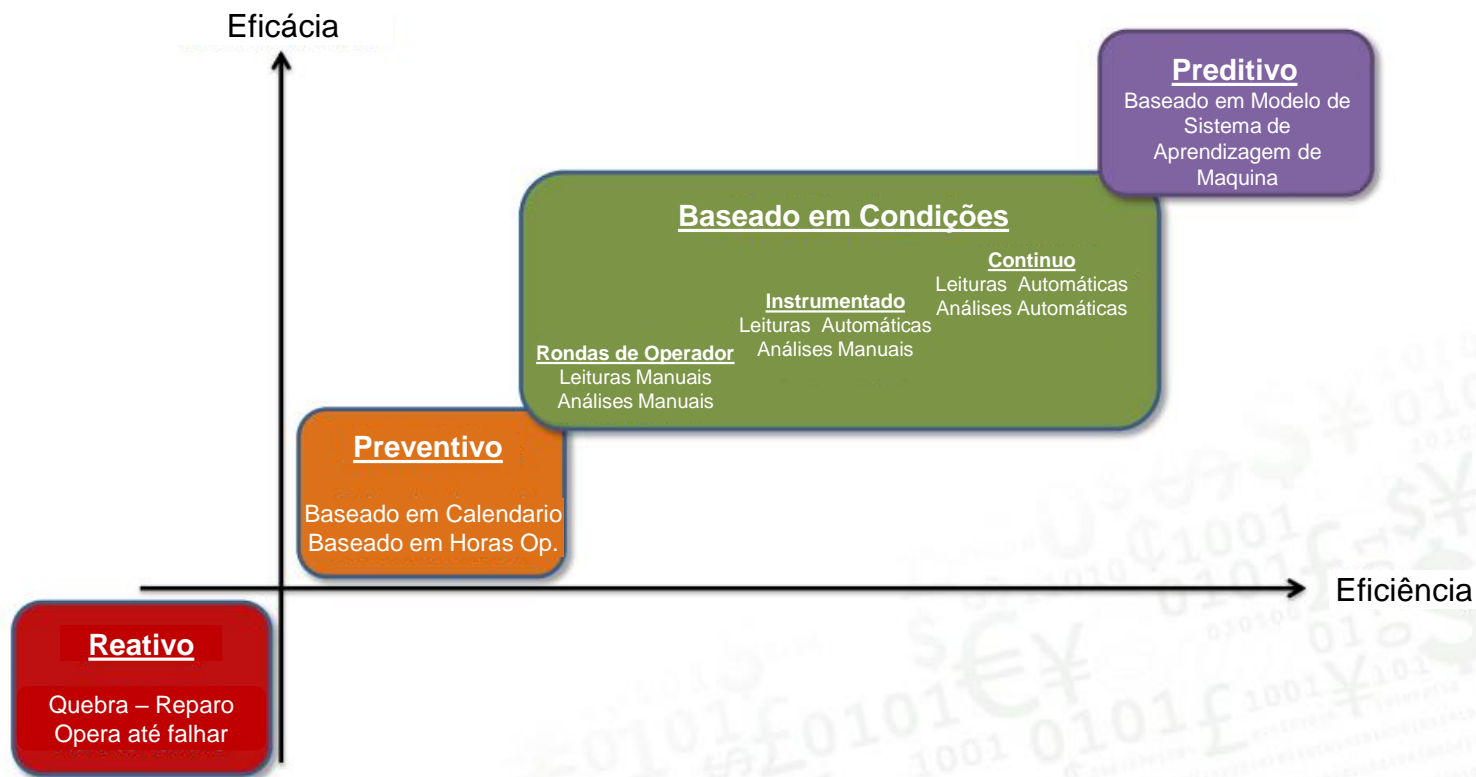 Eficácia
Preditivo
Baseado em Modelo de
Sistema de
Aprendizagem de
Maquina
Baseado em Condições
Continuo
Leituras Automáticas
Análises Automáticas
Instrumentado
Leituras Automáticas
Análises Manuais
Rondas de Operador
Leituras Manuais
Análises Manuais
Preventivo
Baseado em Calendario
Baseado em Horas Op.
Eficiência
Reativo
Quebra – Reparo
Opera até falhar